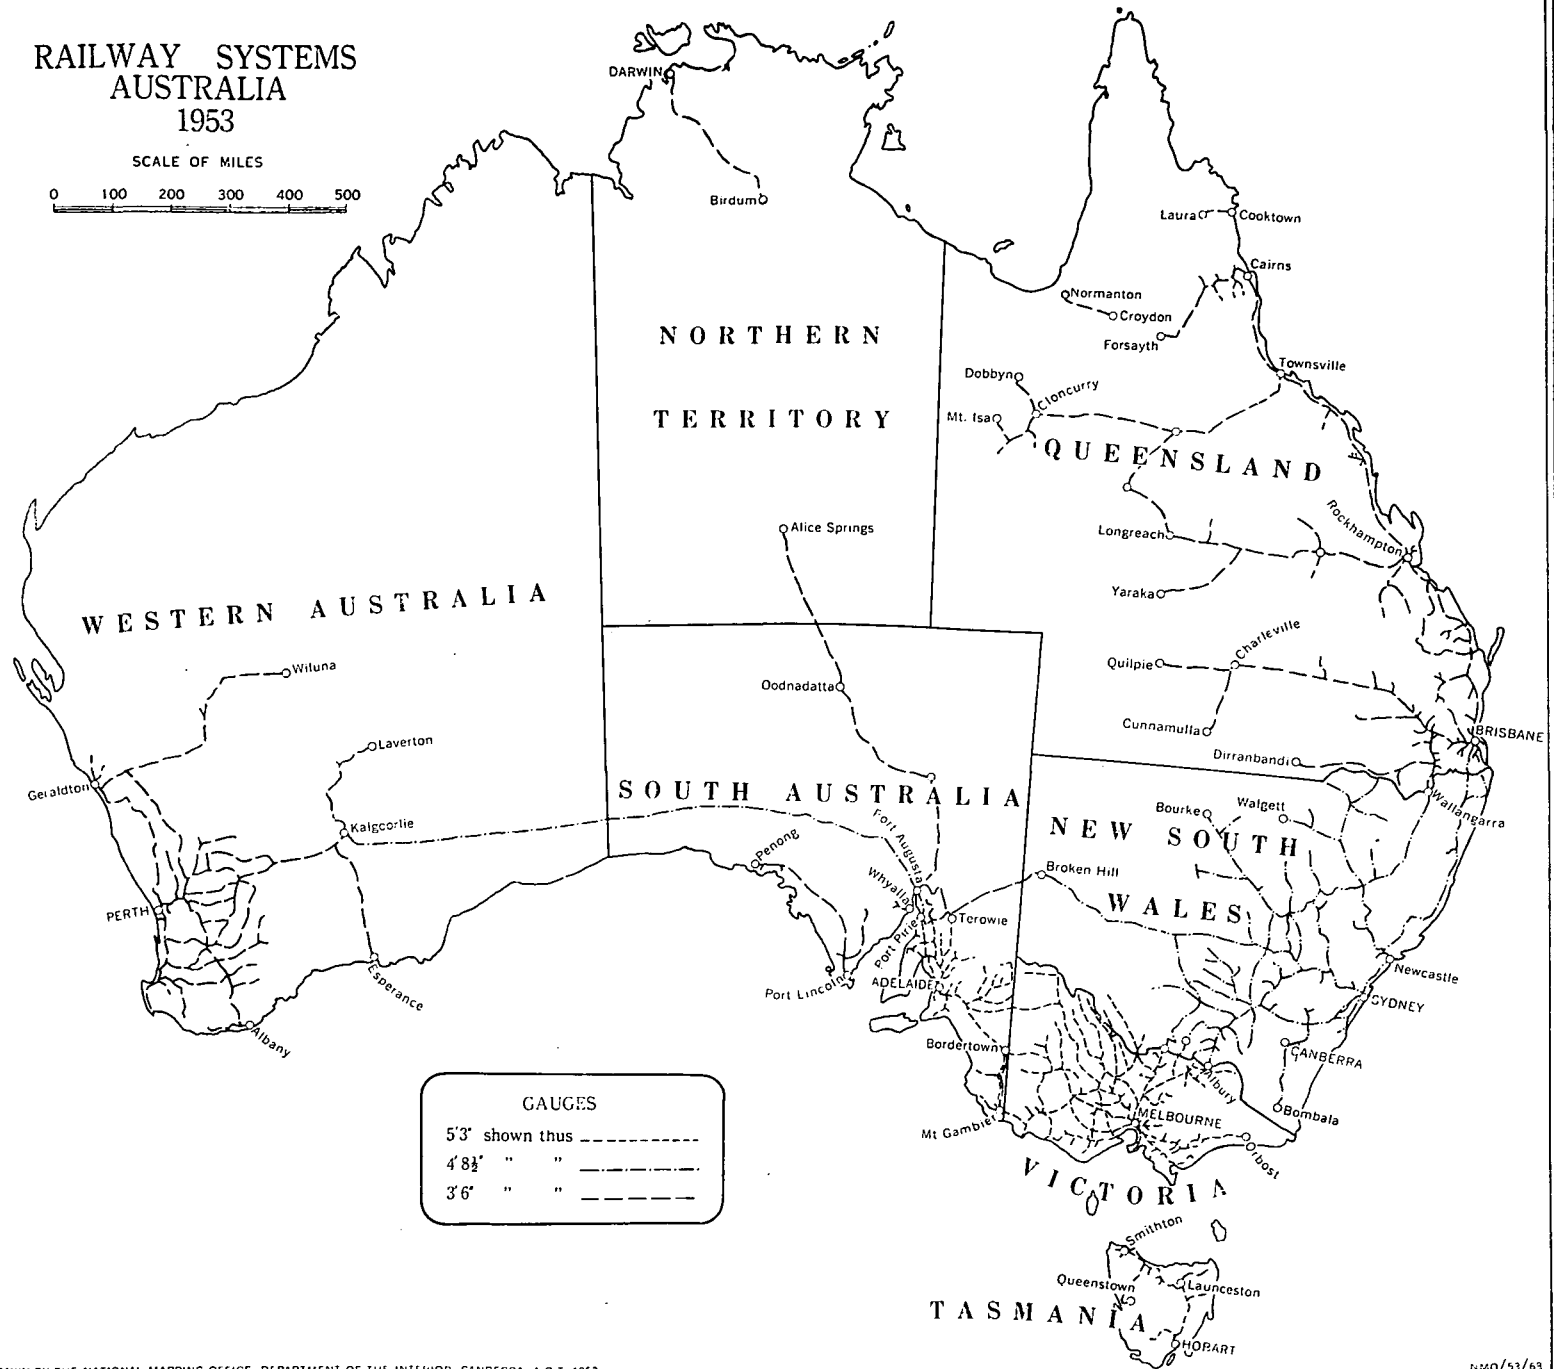 RAILWAY SYSTEMS
AUSTRALIA
1953
SCALE OF MILES
0 100 200 300 400 500
DARWIN
Birdum
Laura
Cooktown
Cairns
Normanton
Croydon
Forsayth
NORTHERN
TERRITORY
Townsville
Dobbyn
Cloncurry
Mt. Isa
QUEENSLAND
Rockhampton
Alice Springs
Longreach
Yaraka
WESTERN AUSTRALIA
Charleville
Quilpie
Wiluna
Oodnadatta
Cunnamulla
BRISBANE
Laverton
Dirranbandi
Geraldton
SOUTH AUSTRALIA
Wallangarra
Bourke
Walgett
Kalgoorlie
Port Augusta
NEW SOUTH
WALES
Penong
Broken Hill
Whyalla
PERTH
Terowie
Port Pirie
Newcastle
Esperance
Port Lincoln
ADELAIDE
SYDNEY
Albany
Bordertown
CANBERRA
Albury
GAUGES
5'3" shown thus
4'8½" " "
3'6" " "
MELBOURNE
Bombala
Mt Gambier
Orbost
VICTORIA
Smithton
Queenstown
Launceston
TASMANIA
HOBART
NMO/53/63